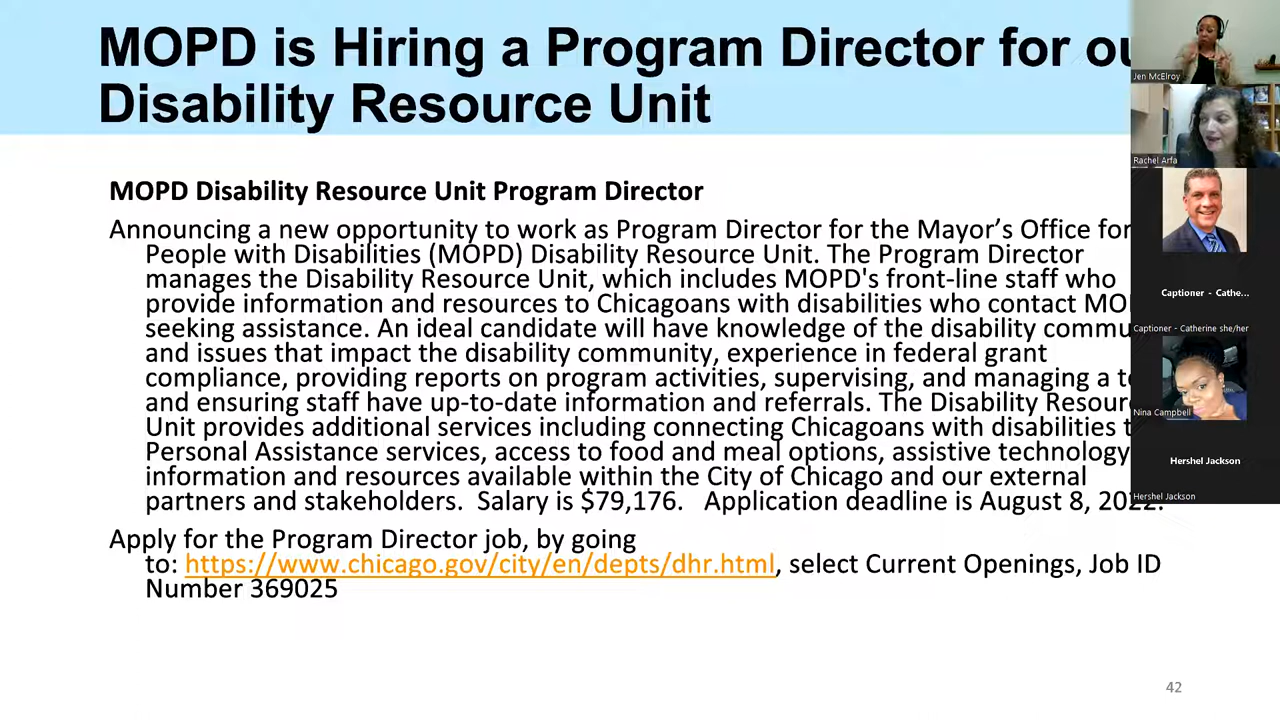 MOPD is Hiring a Program Director for ou
Disability Resource Unit
MOPD Disability Resource Unit Program Director
Announcing a new opportunity to work as Program Director for the Mayor’s Office for
People with Disabilities (MOPD) Disability Resource Unit. The Program Director
manages the Disability Resource Unit, which includes MOPD's front-line staff who
provide information and resources to Chicagoans with disabilities who contact MO
seeking assistance. An ideal candidate will have knowledge of the disability commu
and issues that impact the disability community, experience in federal grant
compliance, providing reports on program activities, supervising, and managing a te
and ensuring staff have up-to-date information and referrals. The Disability Resour
Unit provides additional services including connecting Chicagoans with disabilities t
Personal Assistance services, access to food and meal options, assistive technology
information and resources available within the City of Chicago and our external
partners and stakeholders. Salary is $79,176. Application deadline is August 8, 2022.
Apply for the Program Director job, by going
to: https://www.chicago.gov/city/en/depts/dhr.html, select Current Openings, Job ID
Number 369025
42
Jen McElroy
Rachel Arfa
Captioner - Cathe...
Captioner - Catherine she/her
Nina Campbell
Hershel Jackson
Hershel Jackson